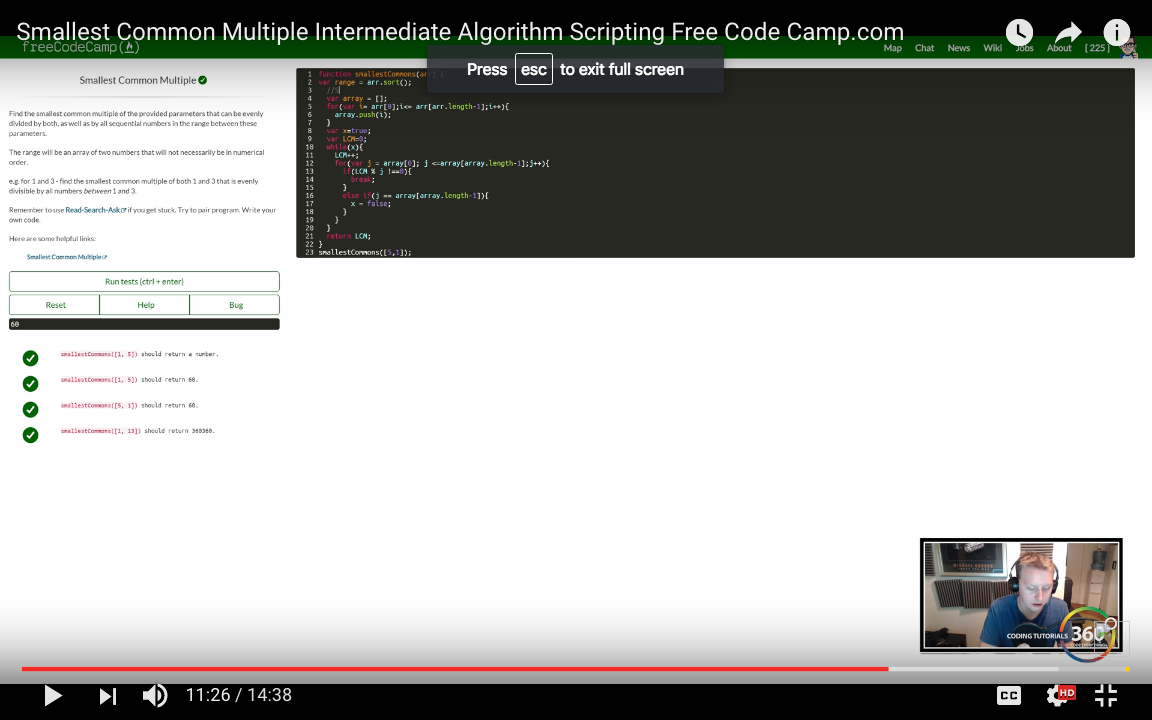 Smallest Common Multiple Intermediate Algorithm Scripting Free Code Camp.com
freeCodeCamp
Map Chat News Wiki Jobs About [ 225 ]
Press esc to exit full screen
Smallest Common Multiple
Find the smallest common multiple of the provided parameters that can be evenly
divided by both, as well as by all sequential numbers in the range between these
parameters.
The range will be an array of two numbers that will not necessarily be in numerical
order.
e.g. for 1 and 3 - find the smallest common multiple of both 1 and 3 that is evenly
divisible by all numbers between 1 and 3.
Remember to use Read-Search-Ask if you get stuck. Try to pair program. Write your
own code.
Here are some helpful links:
Smallest Common Multiple
Run tests (ctrl + enter)
Reset Help Bug
60
smallestCommons([1, 5]) should return a number.
smallestCommons([1, 5]) should return 60.
smallestCommons([5, 1]) should return 60.
smallestCommons([1, 13]) should return 360360.
1 function smallestCommons(arr) {
2 var range = arr.sort();
3 //S
4 var array = [];
5 for(var i= arr[0];i<= arr[arr.length-1];i++){
6 array.push(i);
7 }
8 var x=true;
9 var LCM=0;
10 while(x){
11 LCM++;
12 for(var j = array[0]; j <=array[array.length-1];j++){
13 if(LCM % j !==0){
14 break;
15 }
16 else if(j == array[array.length-1]){
17 x = false;
18 }
19 }
20 }
21 return LCM;
22 }
23 smallestCommons([5,1]);
CODING TUTORIALS 360
11:26 / 14:38
CC
HD